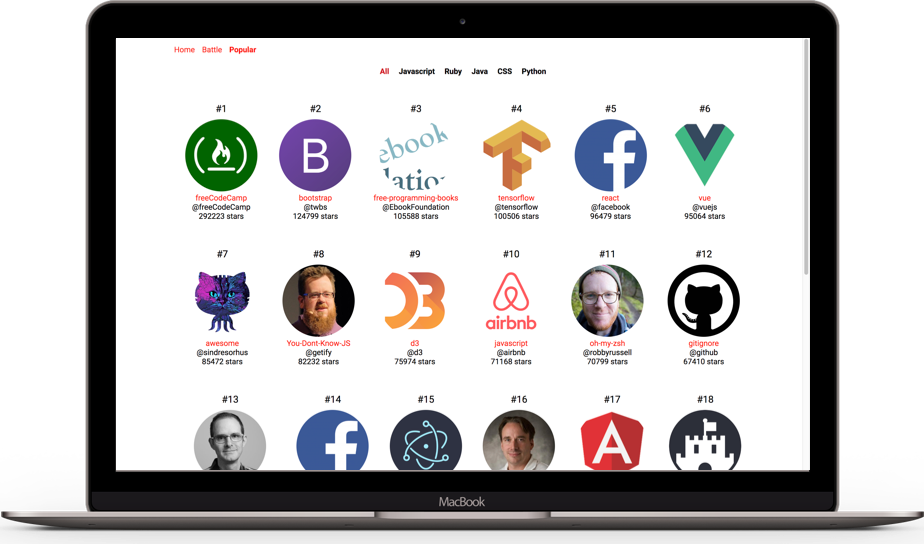 Home Battle Popular
All Javascript Ruby Java CSS Python
#1 #2 #3 #4 #5 #6
B
ebook
latio
f
freeCodeCamp bootstrap free-programming-books tensorflow react vue
@freeCodeCamp @twbs @EbookFoundation @tensorflow @facebook @vuejs
292223 stars 124799 stars 105588 stars 100506 stars 96479 stars 95064 stars
#7 #8 #9 #10 #11 #12
D3
airbnb
awesome You-Dont-Know-JS d3 javascript oh-my-zsh gitignore
@sindresorhus @getify @d3 @airbnb @robbyrussell @github
85472 stars 82232 stars 75974 stars 71168 stars 70799 stars 67410 stars
#13 #14 #15 #16 #17 #18
f
A
MacBook